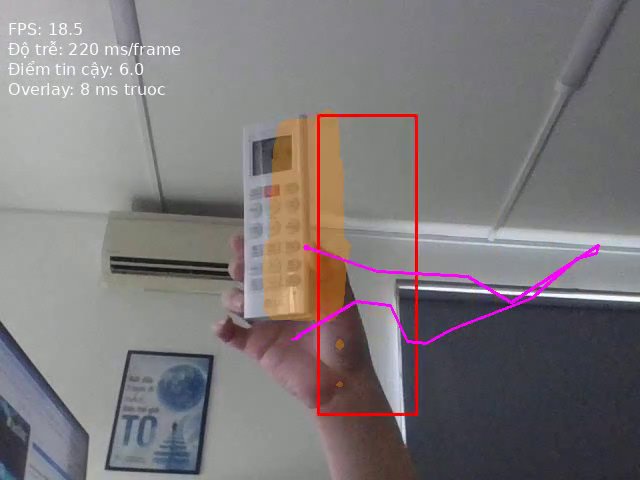 FPS: 18.5
Độ trễ: 220 ms/frame
Điểm tin cậy: 6.0
Overlay: 8 ms truoc
TO